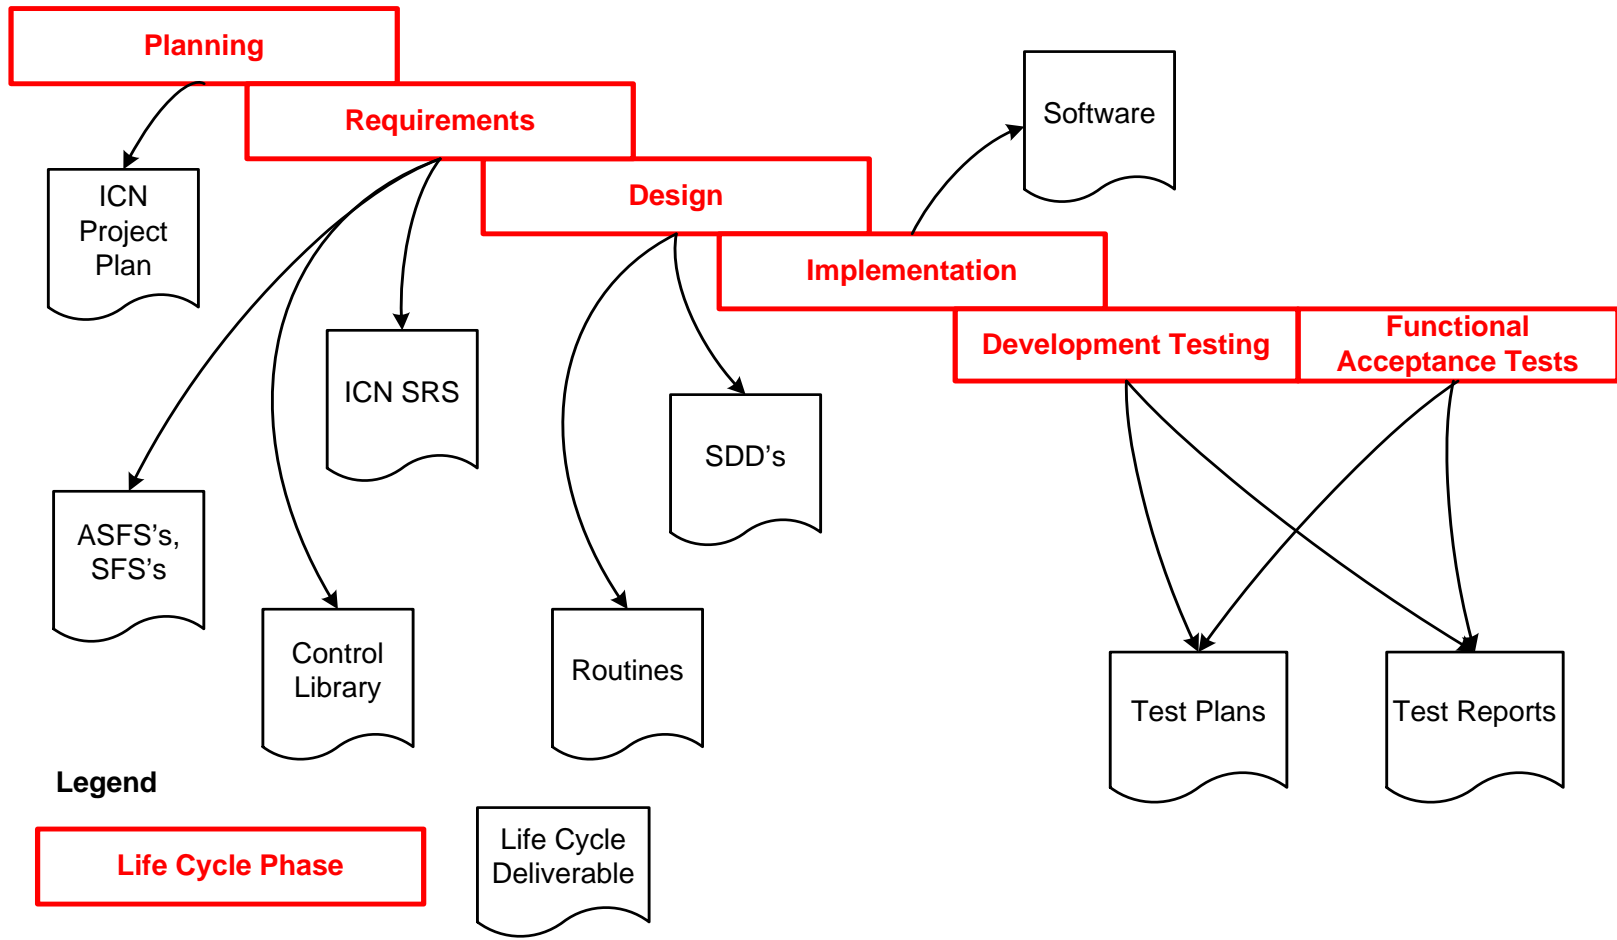 Planning
Requirements
Software
ICN
Project
Plan
Design
Implementation
Development Testing
Functional
Acceptance Tests
ICN SRS
SDD's
ASFS's,
SFS's
Control
Library
Routines
Test Plans
Test Reports
Legend
Life Cycle Phase
Life Cycle
Deliverable